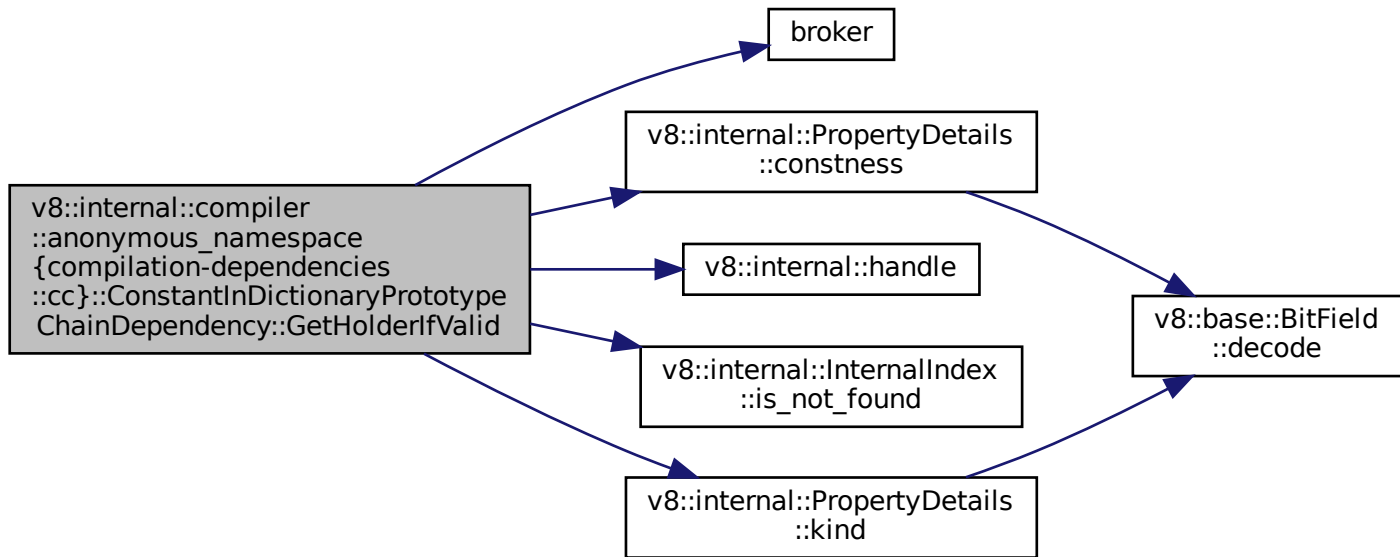 v8::internal::compiler
::anonymous_namespace
{compilation-dependencies
::cc}::ConstantInDictionaryPrototype
ChainDependency::GetHolderIfValid
broker
v8::internal::PropertyDetails
::constness
v8::internal::handle
v8::internal::InternalIndex
::is_not_found
v8::internal::PropertyDetails
::kind
v8::base::BitField
::decode